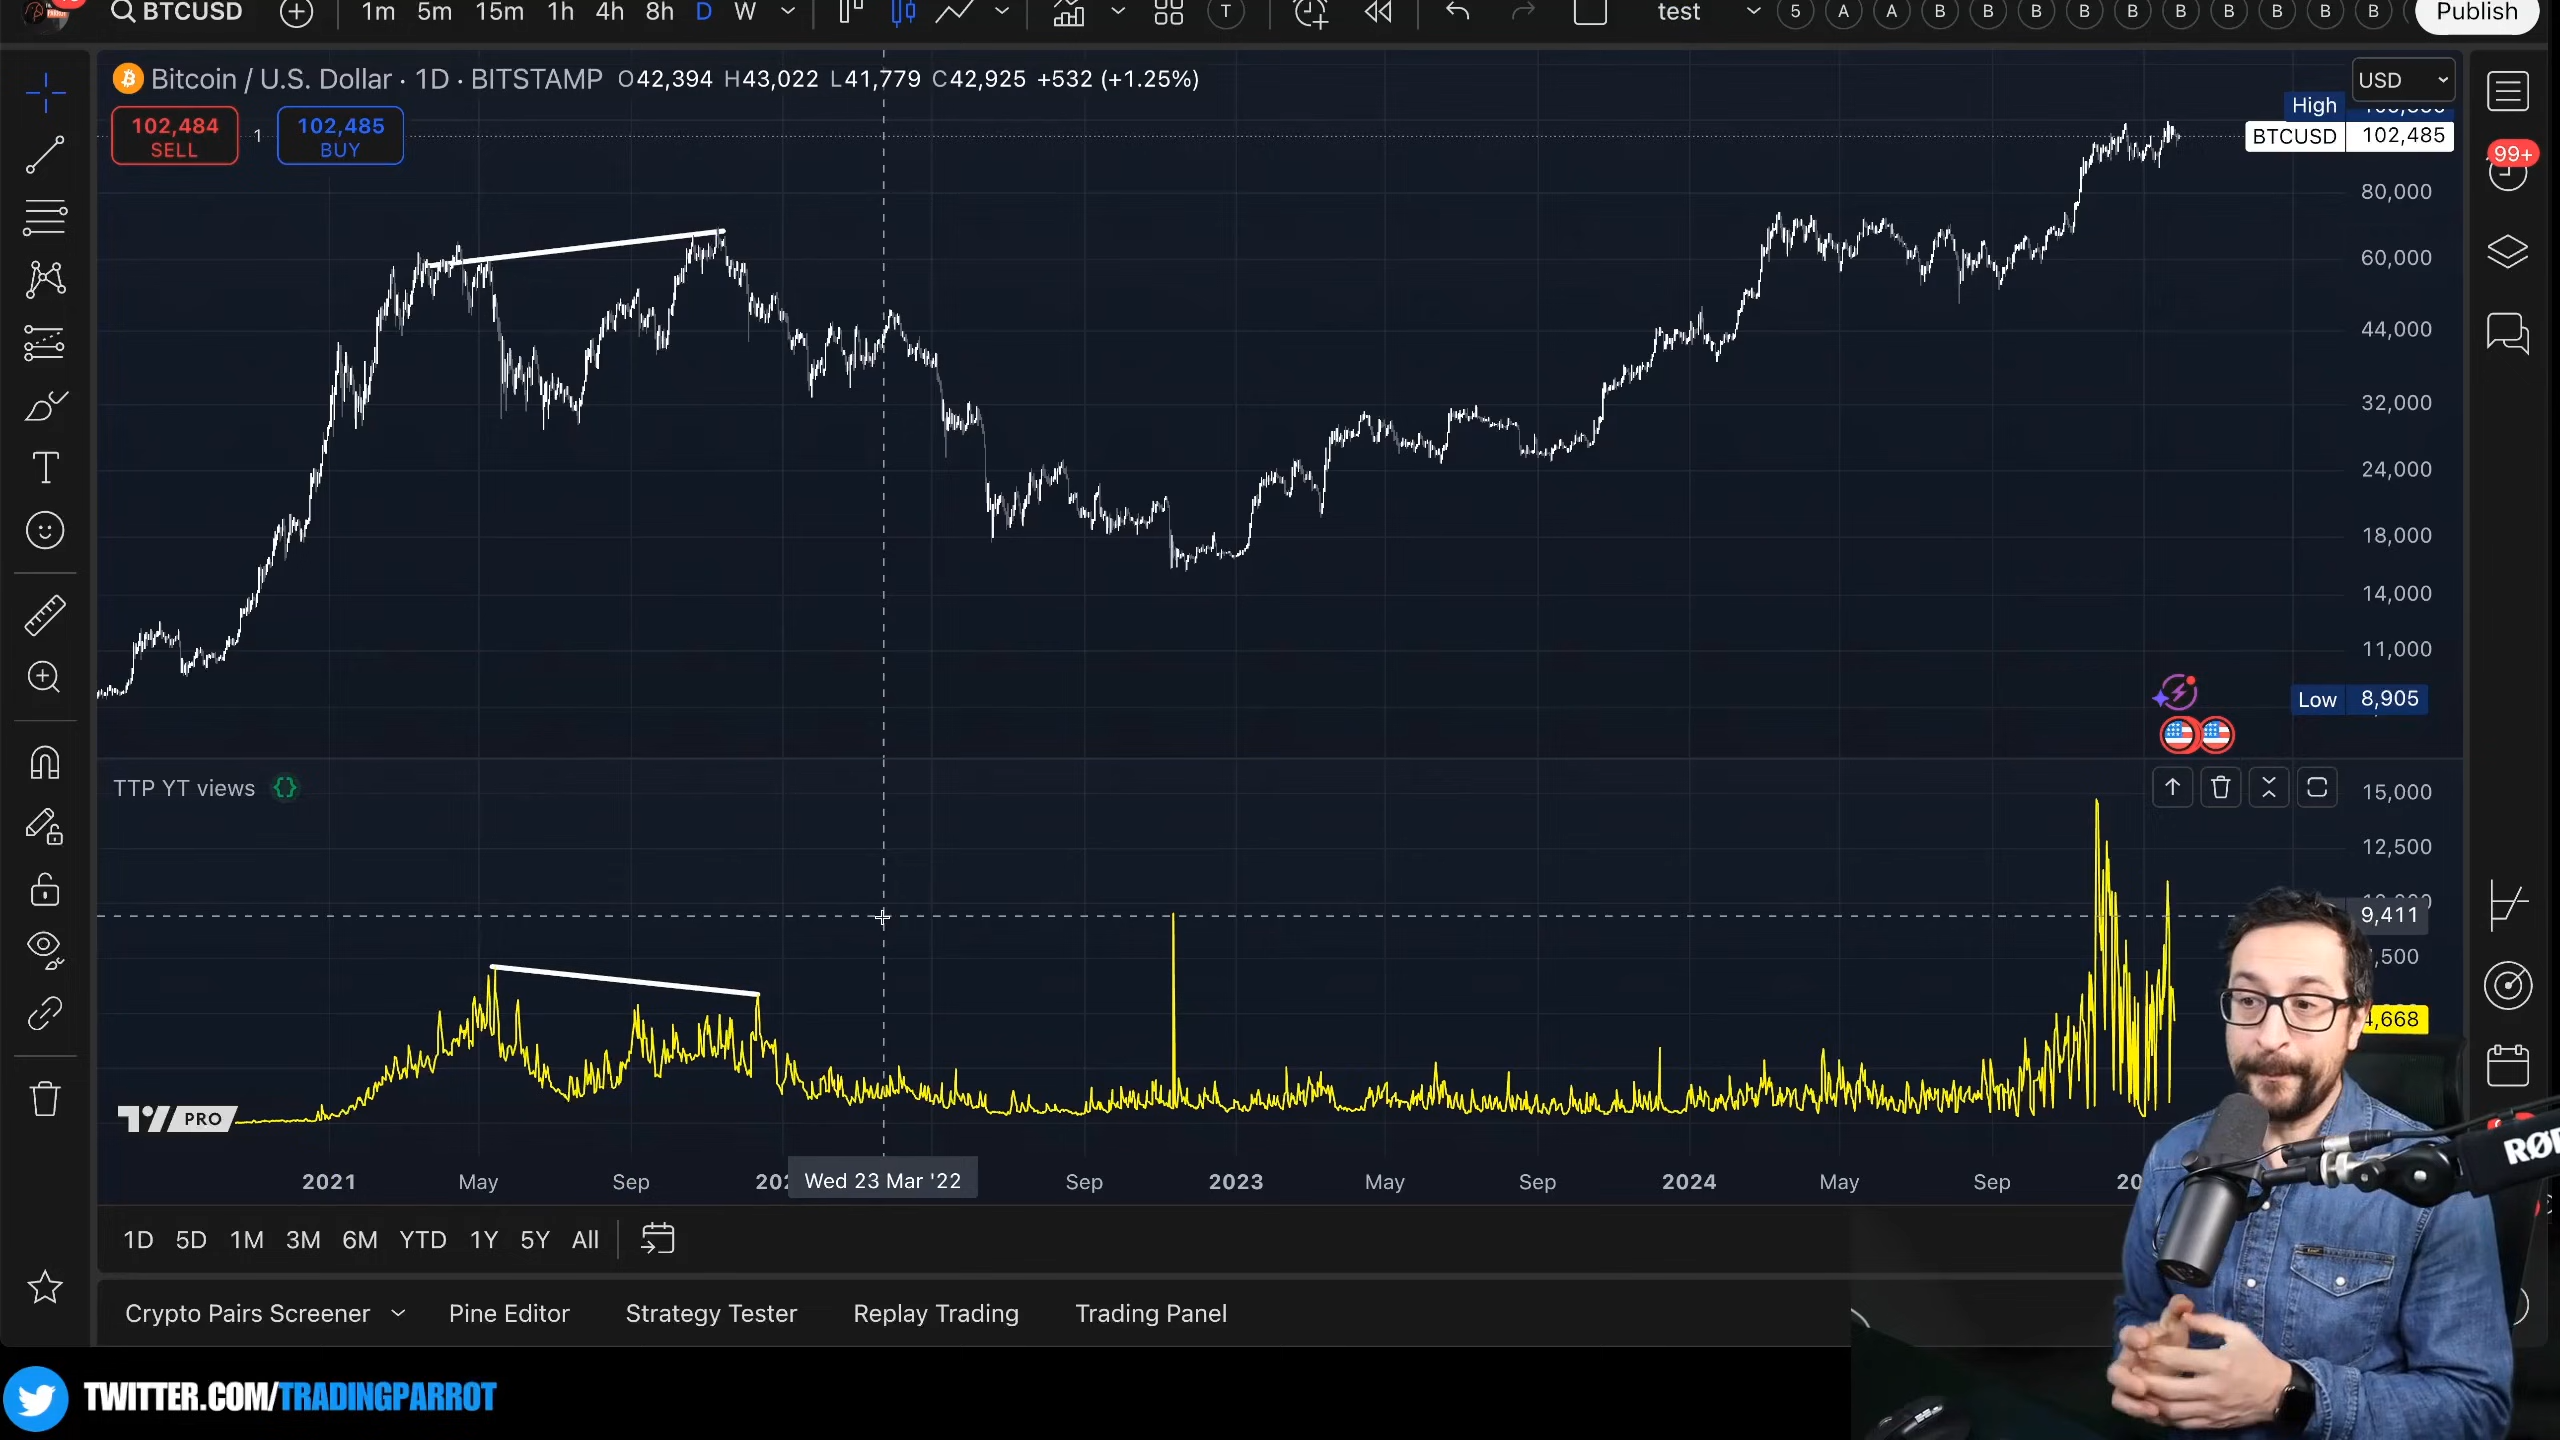 BTCUSD 1m 5m 15m 1h 4h 8h D W T test 5 A A B B B B B B B B B B Publish
Bitcoin / U.S. Dollar · 1D · BITSTAMP O42,394 H43,022 L41,779 C42,925 +532 (+1.25%)
USD
High
102,484 SELL
1
102,485 BUY
BTCUSD 102,485
99+
80,000
60,000
44,000
32,000
24,000
18,000
14,000
11,000
Low 8,905
TTP YT views {}
15,000
12,500
9,411
4,668
PRO
2021 May Sep Wed 23 Mar '22 Sep 2023 May Sep 2024 May Sep
1D 5D 1M 3M 6M YTD 1Y 5Y All
Crypto Pairs Screener Pine Editor Strategy Tester Replay Trading Trading Panel
TWITTER.COM/TRADINGPARROT